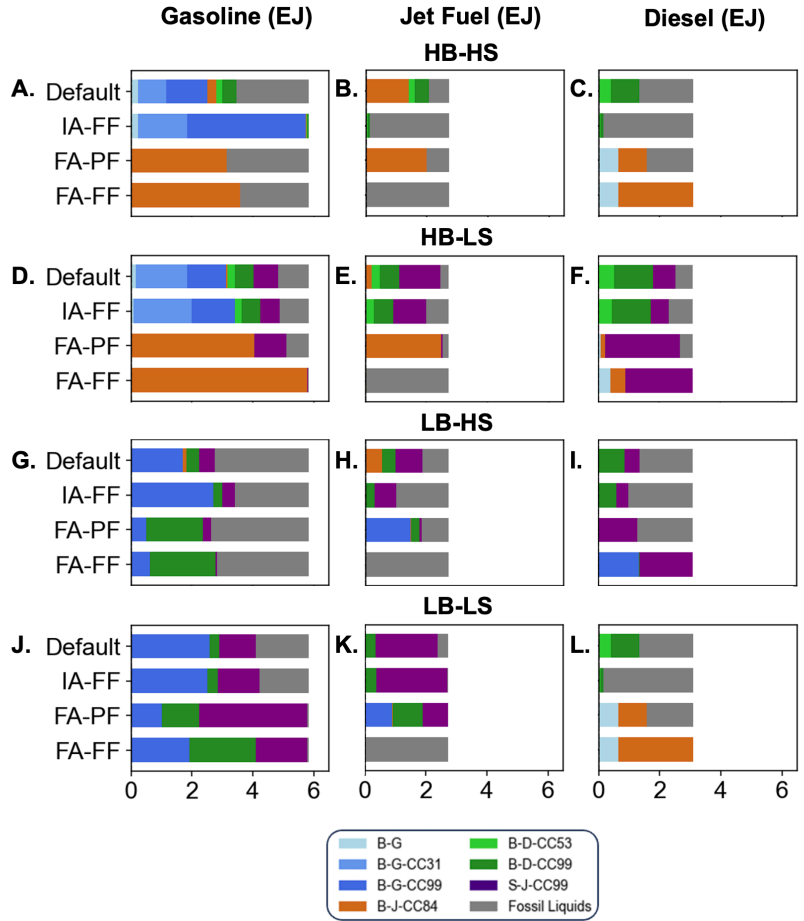 Gasoline (EJ) Jet Fuel (EJ) Diesel (EJ)
HB-HS
A. Default B. C.
IA-FF
FA-PF
FA-FF
HB-LS
D. Default E. F.
IA-FF
FA-PF
FA-FF
LB-HS
G. Default H. I.
IA-FF
FA-PF
FA-FF
LB-LS
J. Default K. L.
IA-FF
FA-PF
FA-FF
0 2 4 6 0 2 4 6 0 2 4 6
B-G B-D-CC53
B-G-CC31 B-D-CC99
B-G-CC99 S-J-CC99
B-J-CC84 Fossil Liquids